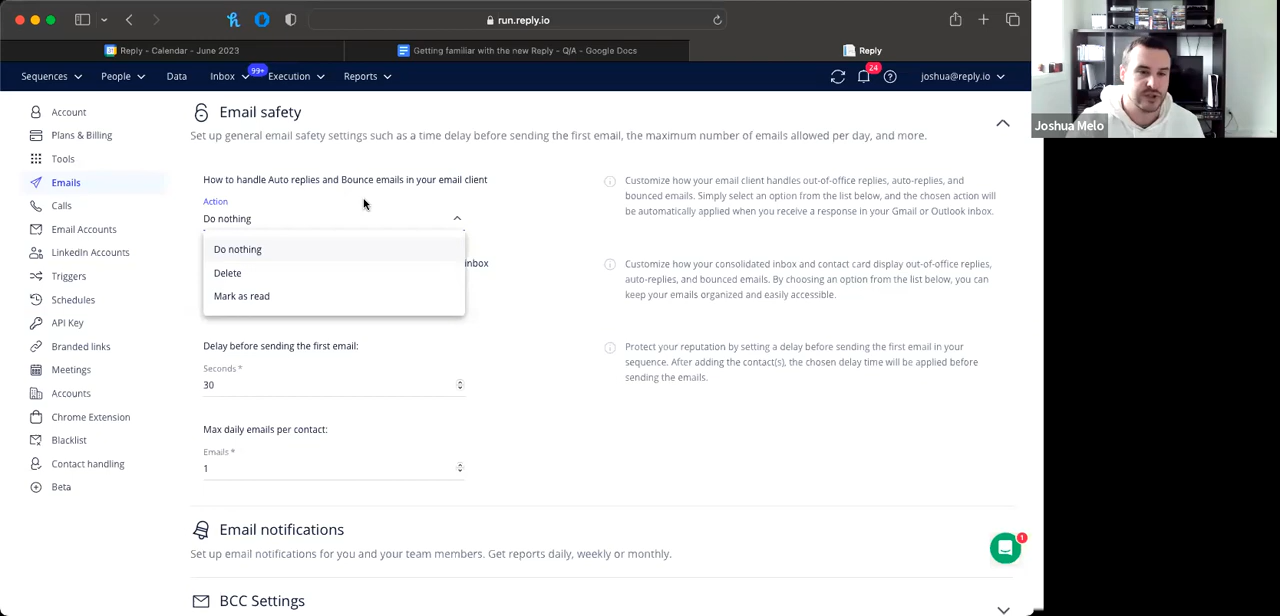 run.reply.io
Reply - Calendar - June 2023
Getting familiar with the new Reply - Q/A - Google Docs
Reply
Sequences People Data Inbox 99+ Execution Reports 24 joshua@reply.io
Joshua Melo
Account
Plans & Billing
Tools
Emails
Calls
Email Accounts
LinkedIn Accounts
Triggers
Schedules
API Key
Branded links
Meetings
Accounts
Chrome Extension
Blacklist
Contact handling
Beta
Email safety
Set up general email safety settings such as a time delay before sending the first email, the maximum number of emails allowed per day, and more.
How to handle Auto replies and Bounce emails in your email client
Action
Do nothing
Do nothing
Delete
Mark as read
inbox
Customize how your email client handles out-of-office replies, auto-replies, and
bounced emails. Simply select an option from the list below, and the chosen action will
be automatically applied when you receive a response in your Gmail or Outlook inbox.
Customize how your consolidated inbox and contact card display out-of-office replies,
auto-replies, and bounced emails. By choosing an option from the list below, you can
keep your emails organized and easily accessible.
Delay before sending the first email:
Seconds *
30
Protect your reputation by setting a delay before sending the first email in your
sequence. After adding the contact(s), the chosen delay time will be applied before
sending the emails.
Max daily emails per contact:
Emails *
1
Email notifications
Set up email notifications for you and your team members. Get reports daily, weekly or monthly.
1
BCC Settings